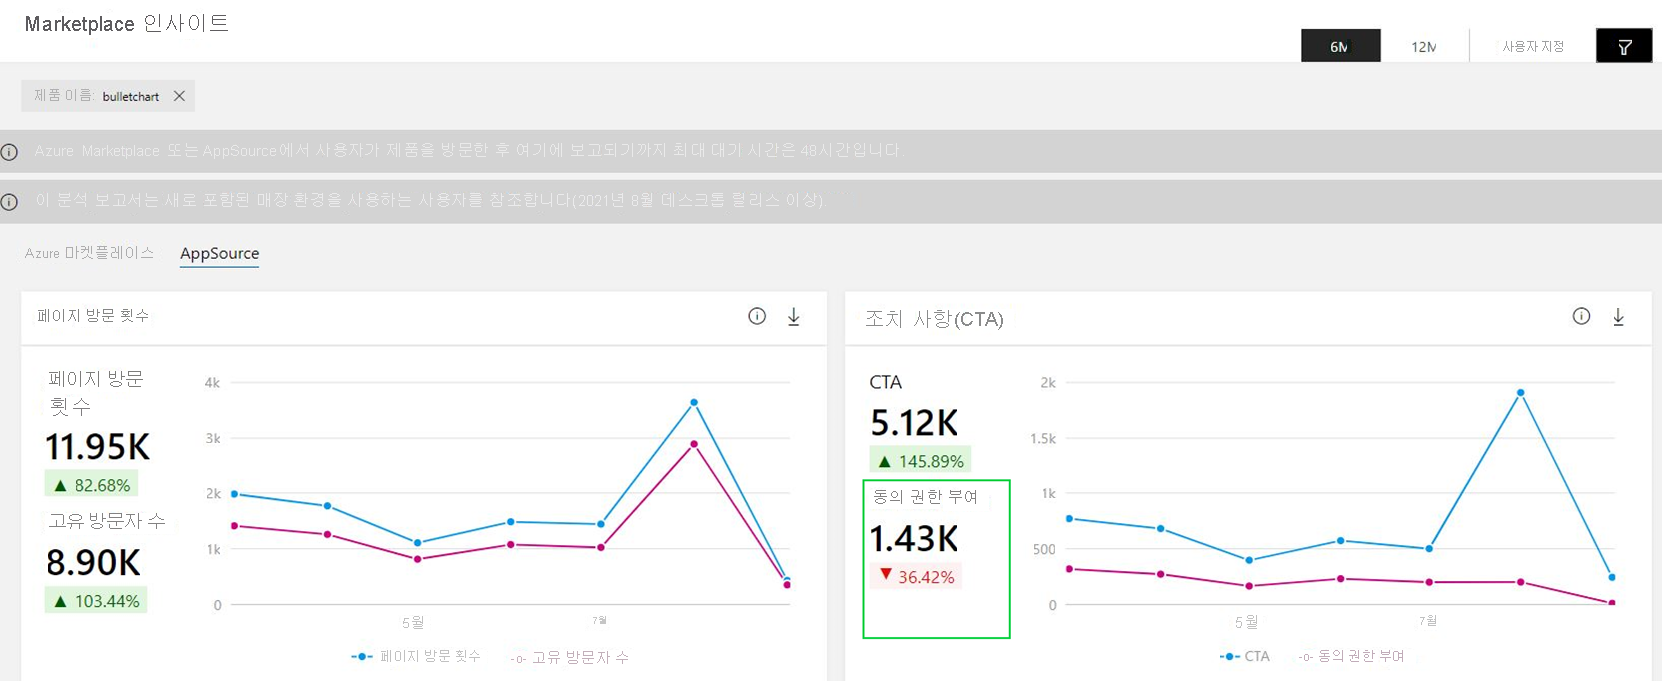 Marketplace 인사이트
6M
12M
사용자 지정
제품 이름: bulletchart
Azure Marketplace 또는 AppSource에서 사용자가 제품을 방문한 후 여기에 보고되기까지 최대 대기 시간은 48시간입니다.
이 분석 보고서는 새로 포함된 매장 환경을 사용하는 사용자를 참조합니다(2021년 8월 데스크톱 릴리스 이상).
Azure 마켓플레이스
AppSource
페이지 방문 횟수
페이지 방문
횟수
11.95K
▲ 82.68%
고유 방문자 수
8.90K
▲ 103.44%
4k
3k
2k
1k
0
5월
7월
페이지 방문 횟수
-o- 고유 방문자 수
조치 사항(CTA)
CTA
5.12K
▲ 145.89%
동의 권한 부여
1.43K
▼ 36.42%
2k
1.5k
1k
500
0
5월
7월
CTA
-o- 동의 권한 부여